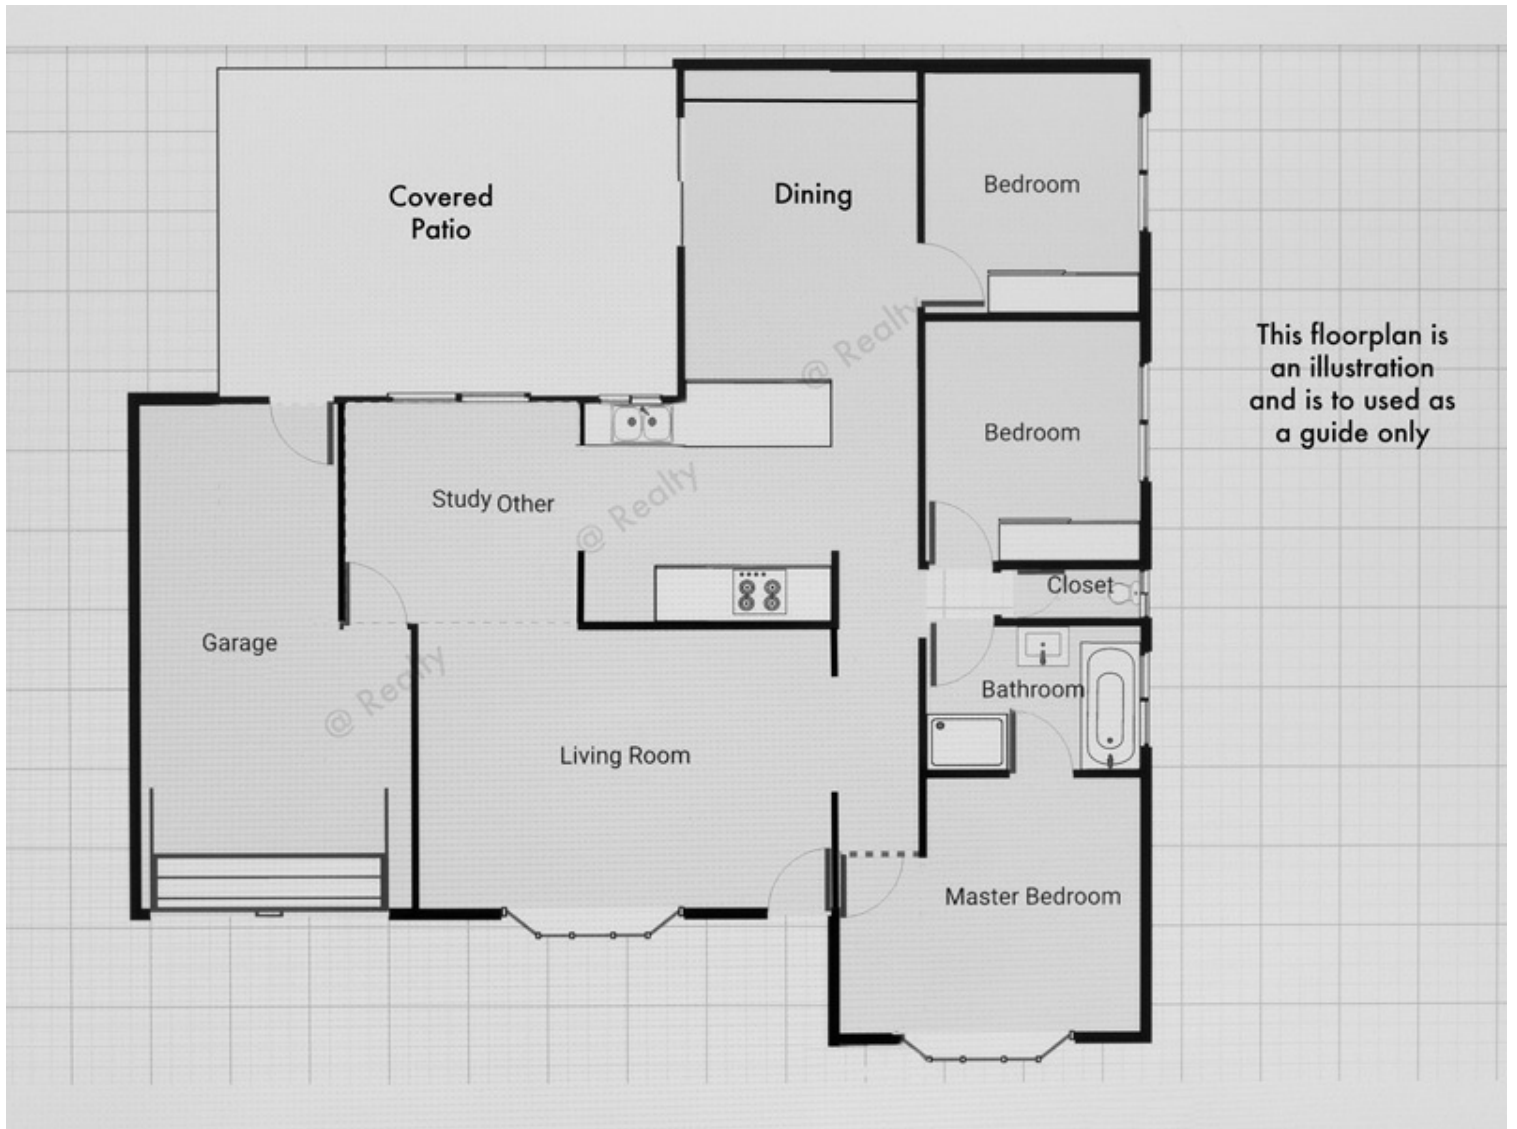 Covered
Patio
Dining
Bedroom
This floorplan is
an illustration
and is to used as
a guide only
@ Realty
Bedroom
Study Other
@ Realty
Closet
Garage
@ Realty
Bathroom
Living Room
Master Bedroom